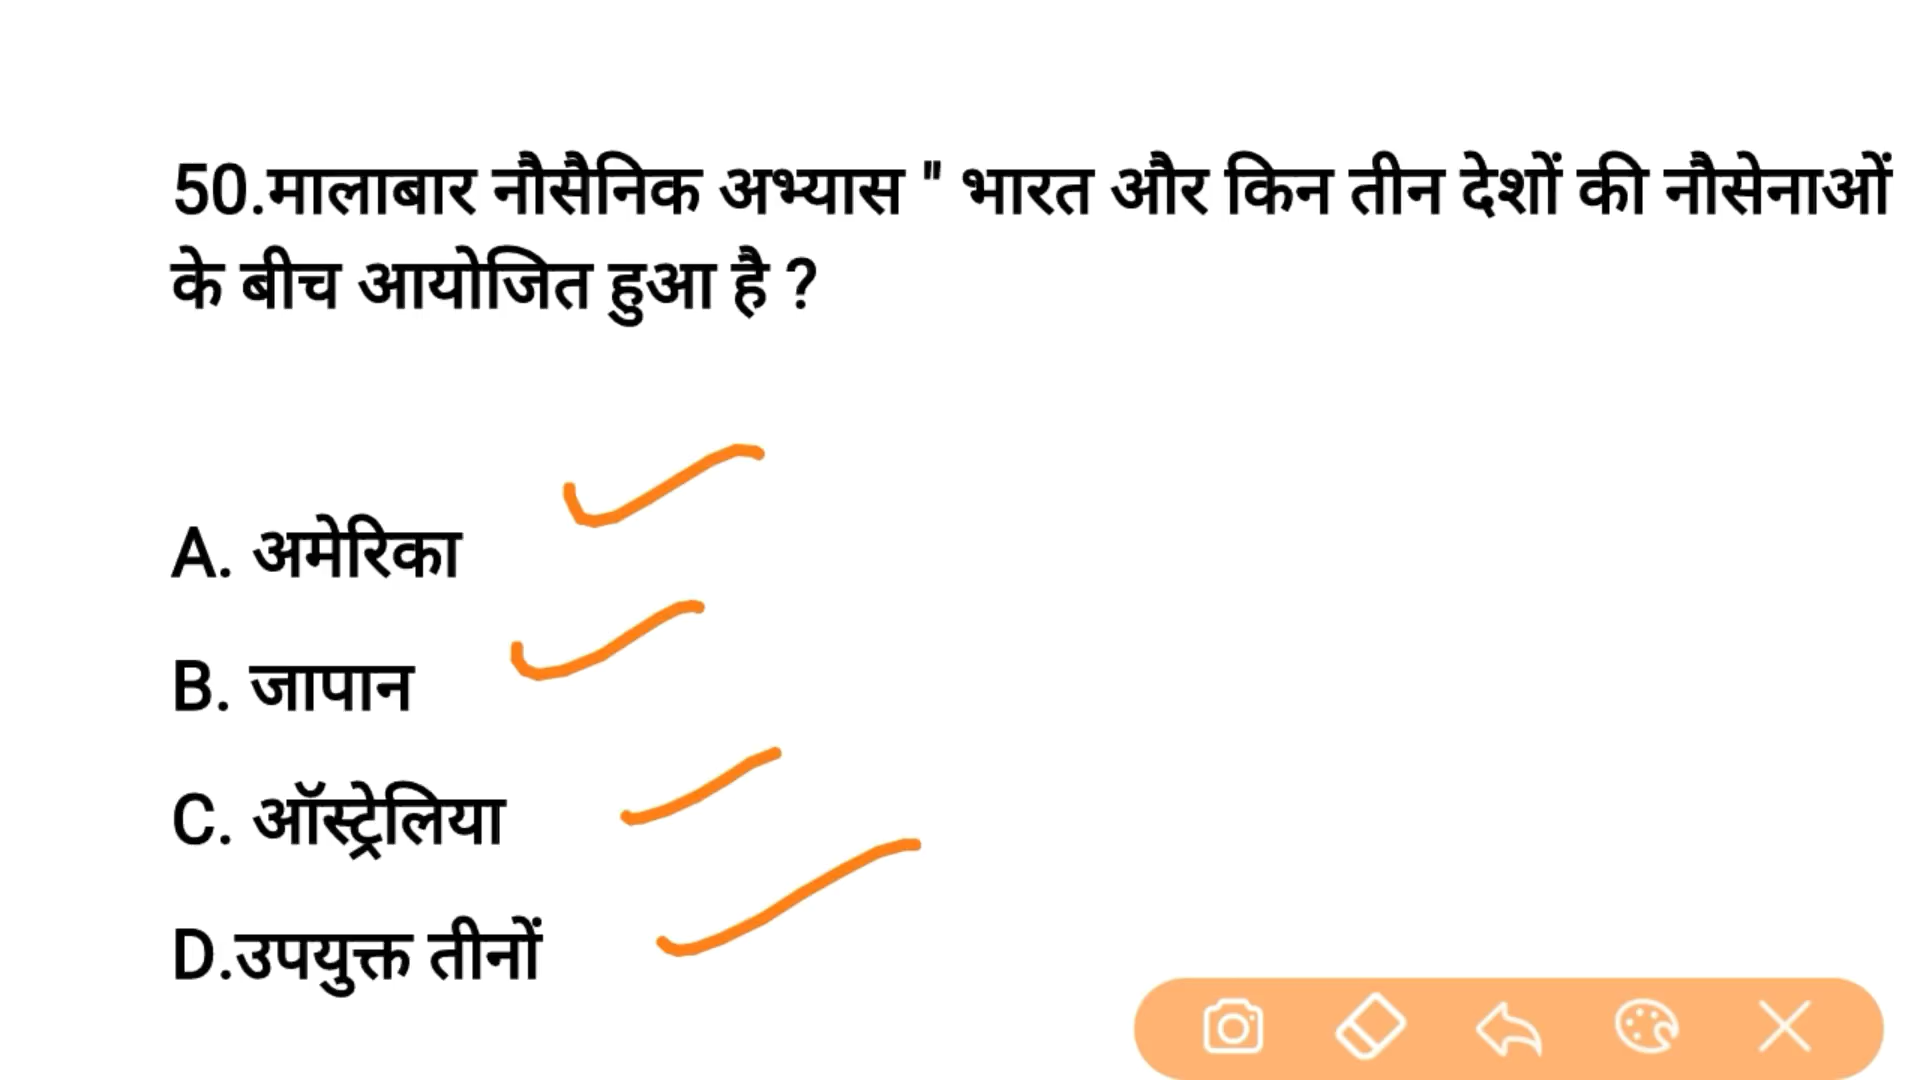 50.मालाबार नौसैनिक अभ्यास " भारत और किन तीन देशों की नौसेनाओं
के बीच आयोजित हुआ है ?
A. अमेरिका
B. जापान
C. ऑस्ट्रेलिया
D.उपयुक्त तीनों